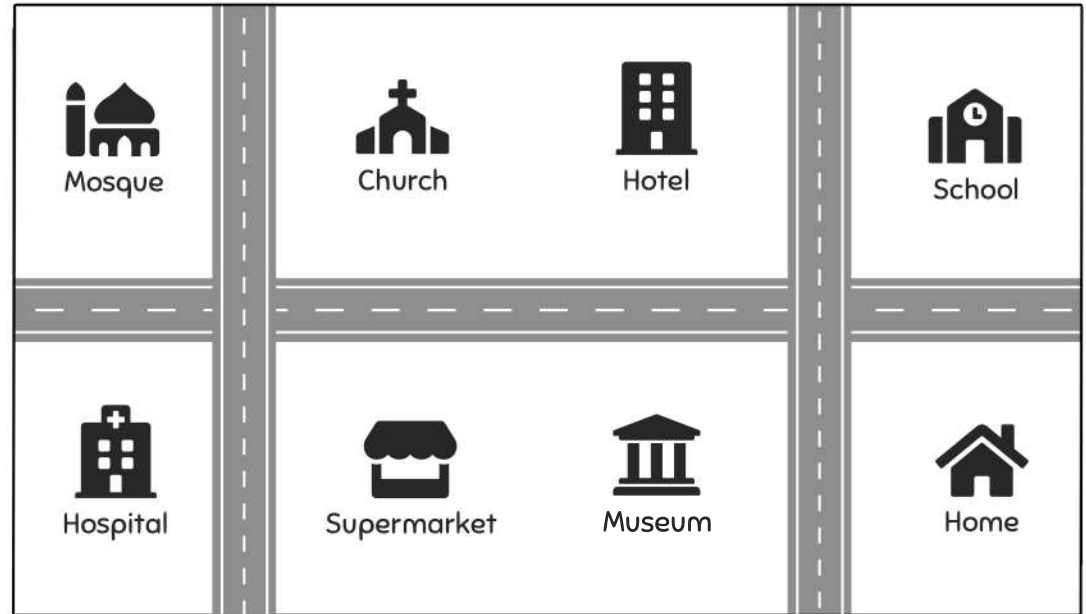 Mosque
Church
Hotel
School
Hospital
Supermarket
Museum
Home